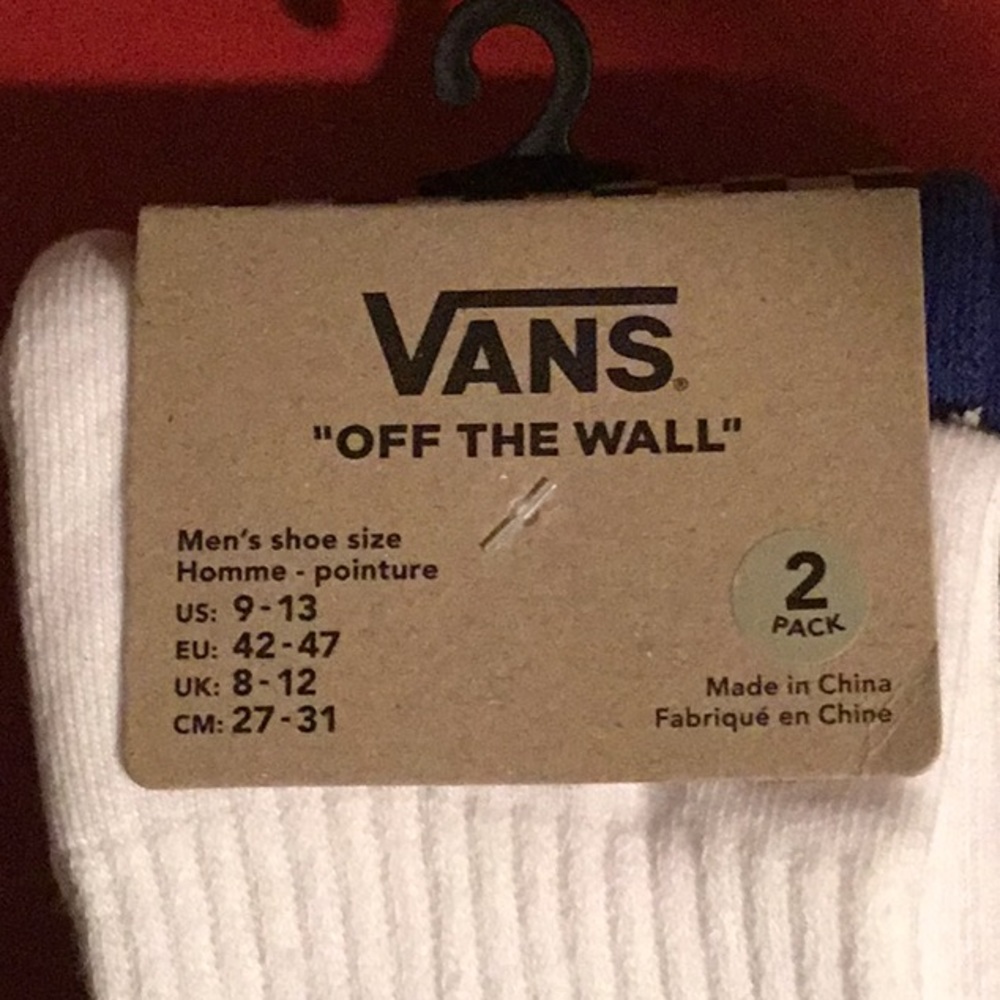 VANS®
"OFF THE WALL"
Men's shoe size
Homme - pointure
US: 9-13
EU: 42-47
UK: 8-12
CM: 27-31
2
PACK
Made in China
Fabriqué en Chine